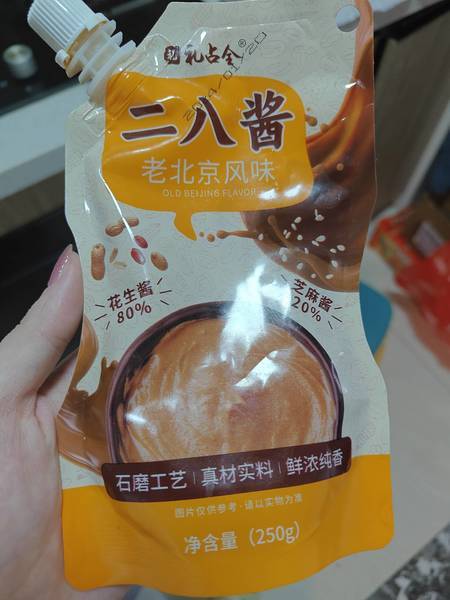 礼占全®
二八酱
老北京风味
OLD BEIJING FLAVOR
花生酱
80%
芝麻酱
20%
石磨工艺 | 真材实料 | 鲜浓纯香
图片仅供参考·请以实物为准
净含量 (250g)